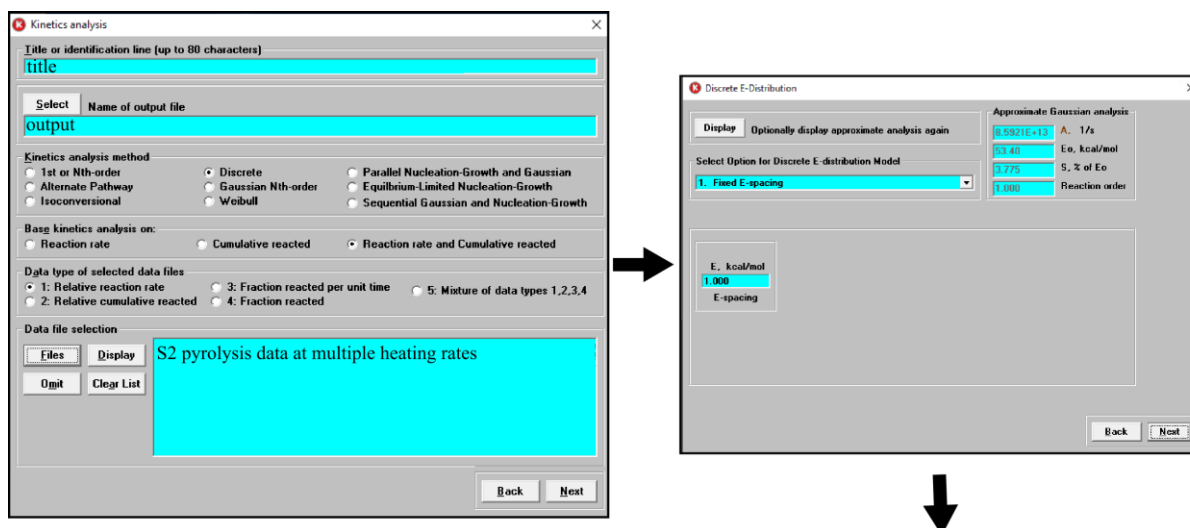 Kinetics analysis
Title or identification line (up to 80 characters)
title
Select Name of output file
output
Kinetics analysis method
1st or Nth-order Discrete Parallel Nucleation-Growth and Gaussian
Alternate Pathway Gaussian Nth-order Equilbrium-Limited Nucleation-Growth
Isoconversional Weibull Sequential Gaussian and Nucleation-Growth
Base kinetics analysis on:
Reaction rate Cumulative reacted Reaction rate and Cumulative reacted
Data type of selected data files
1: Relative reaction rate 3: Fraction reacted per unit time 5: Mixture of data types 1,2,3,4
2: Relative cumulative reacted 4: Fraction reacted
Data file selection
Files Display S2 pyrolysis data at multiple heating rates
Omit Clear List
Back Next
Discrete E-Distribution
Display Optionally display approximate analysis again
Select Option for Discrete E-distribution Model
1. Fixed E-spacing
Approximate Gaussian analysis
8.5921E+13 A, 1/s
53.40 Eo, kcal/mol
3.775 S, % of Eo
1.000 Reaction order
E, kcal/mol
1.000
E-spacing
Back Next